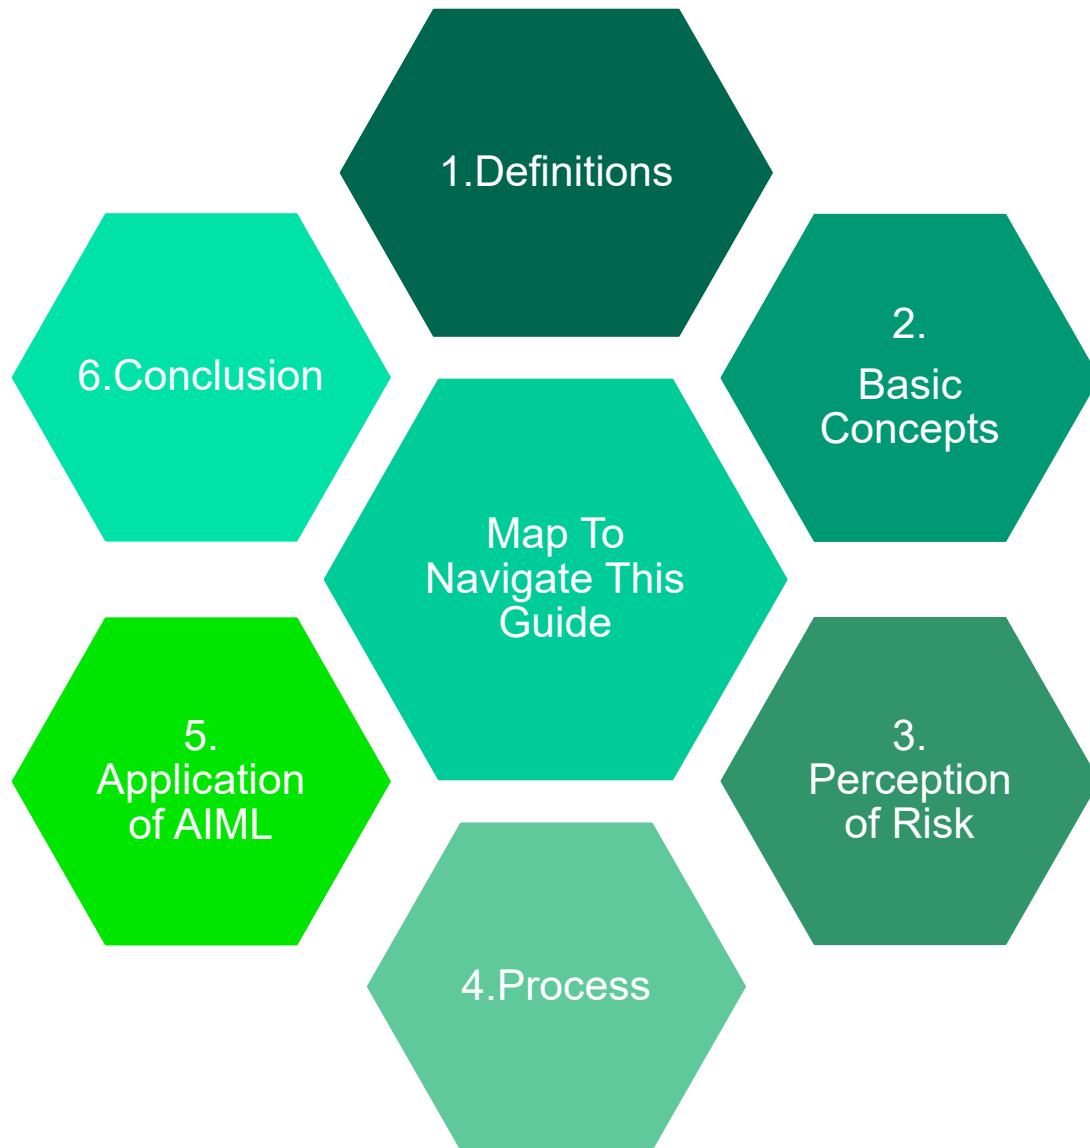 1.Definitions
2.
Basic
Concepts
3.
Perception
of Risk
4.Process
5.
Application
of AIML
6.Conclusion
Map To
Navigate This
Guide